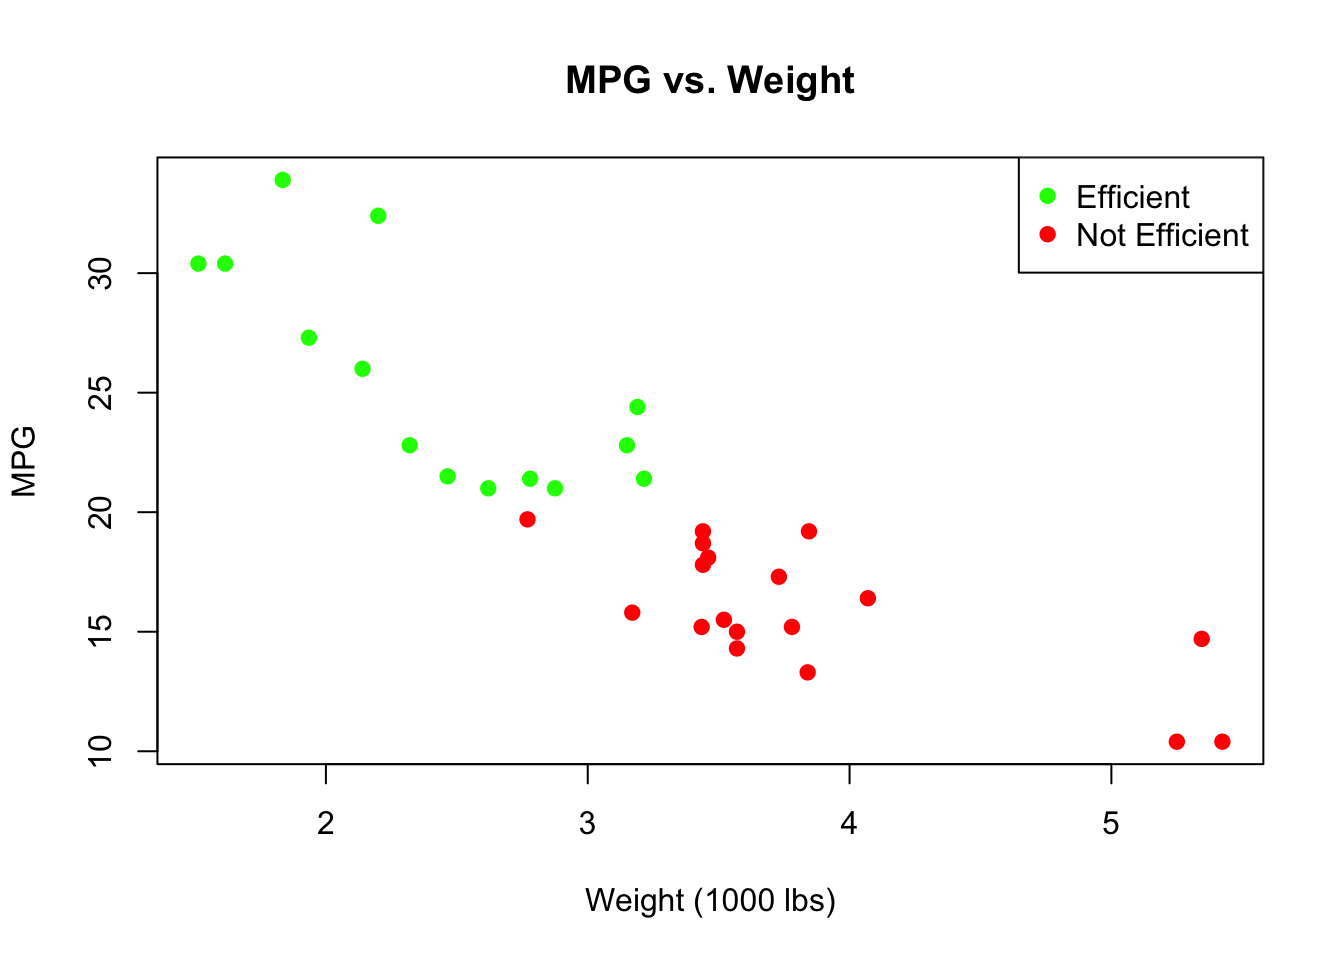 MPG vs. Weight
Efficient
Not Efficient
MPG
30
25
20
15
10
2 3 4 5
Weight (1000 lbs)